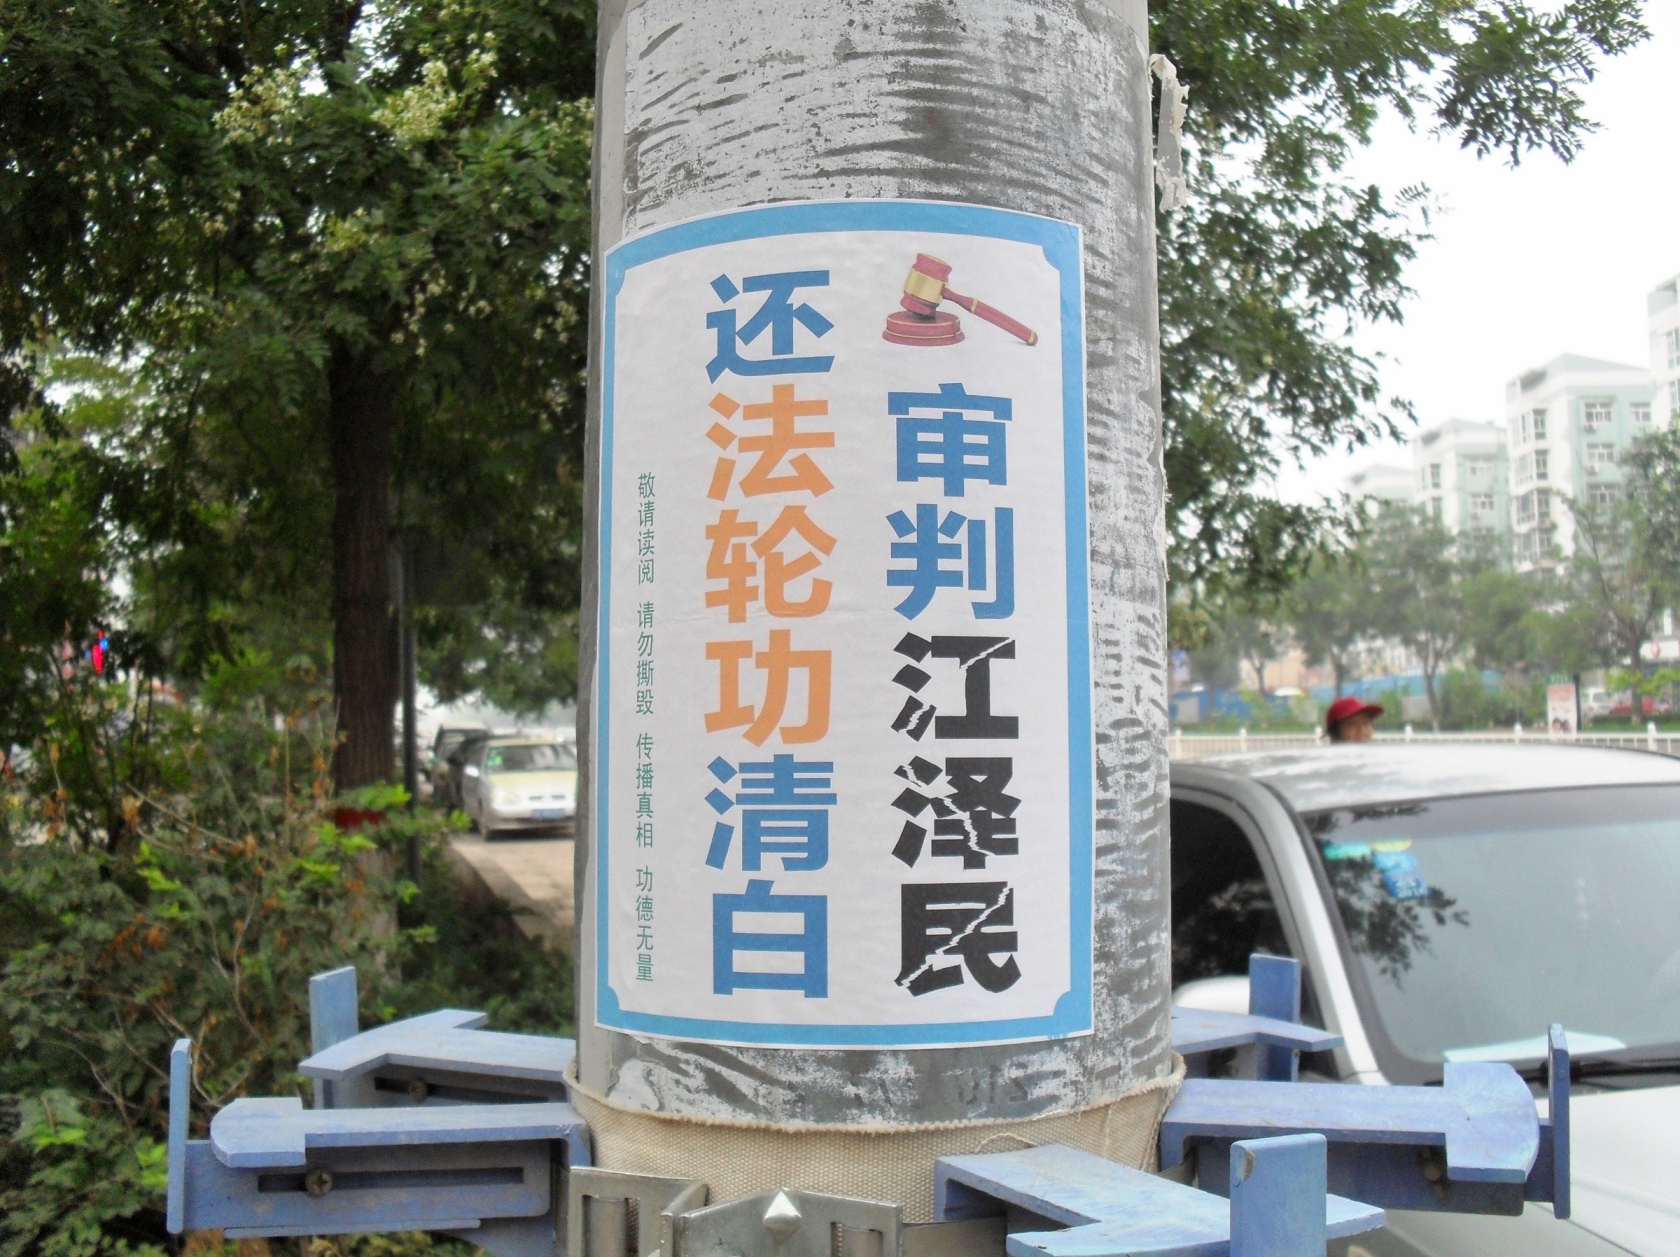 审判江泽民
还法轮功清白
敬请读阅 请勿撕毁 传播真相 功德无量